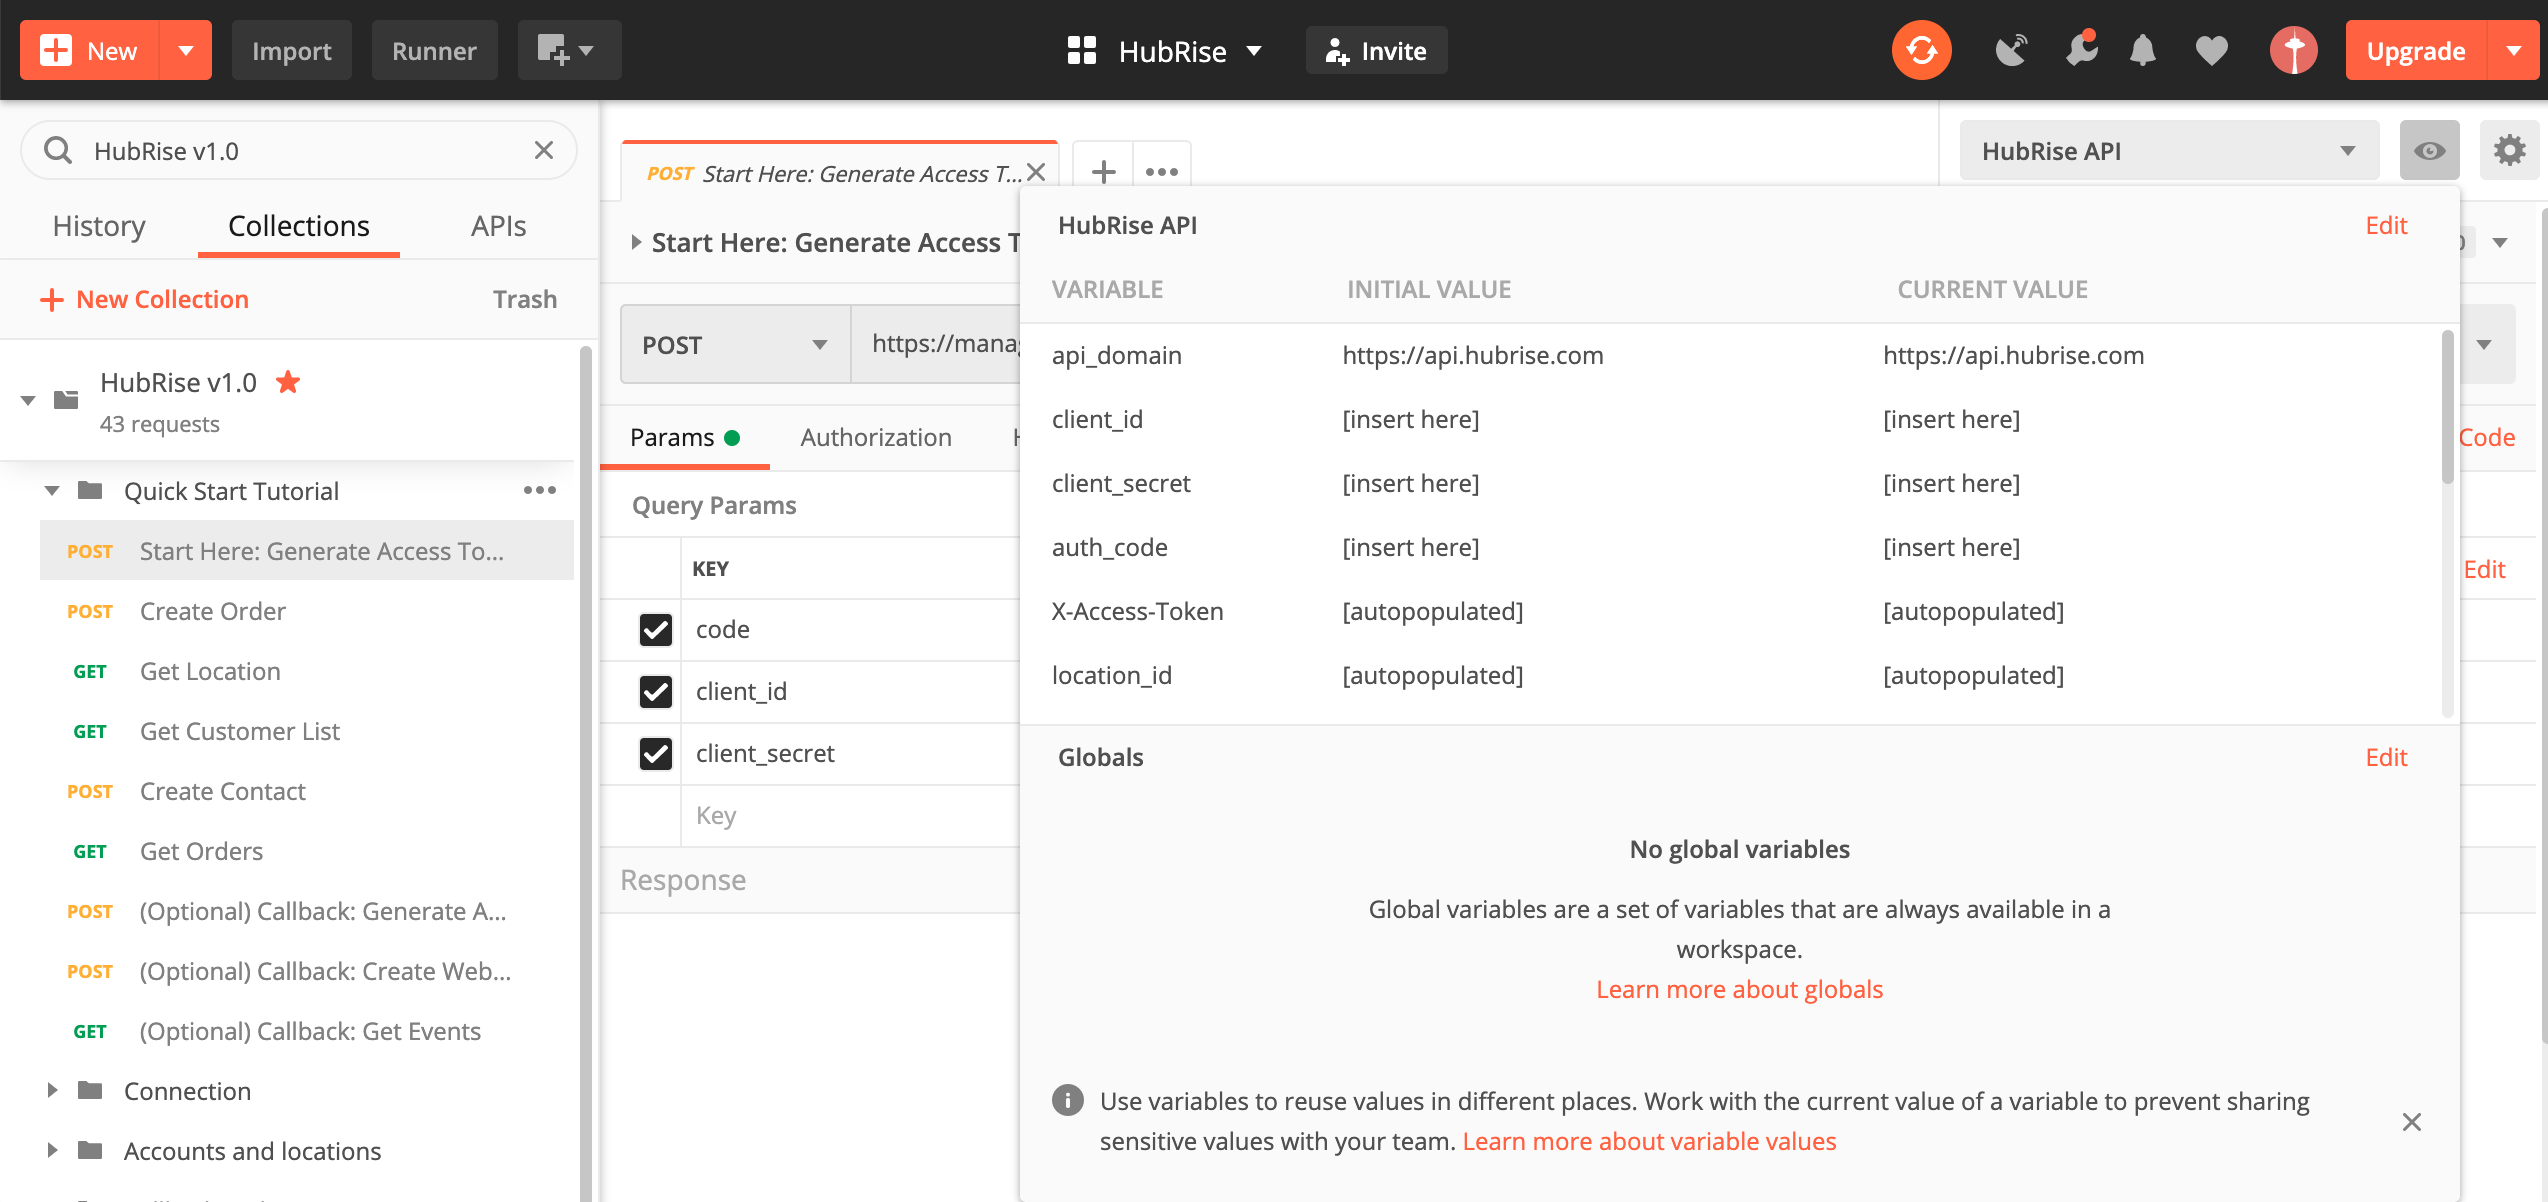 New
Import
Runner
HubRise
Invite
Upgrade
HubRise v1.0
History
Collections
APIs
New Collection
Trash
HubRise v1.0
43 requests
Quick Start Tutorial
POST Start Here: Generate Access To...
POST Create Order
GET Get Location
GET Get Customer List
POST Create Contact
GET Get Orders
POST (Optional) Callback: Generate A...
POST (Optional) Callback: Create Web...
GET (Optional) Callback: Get Events
Connection
Accounts and locations
POST Start Here: Generate Access T...
HubRise API
Start Here: Generate Access T
POST
https://mana
Params
Authorization
Code
Query Params
KEY
Edit
code
client_id
client_secret
Key
Response
HubRise API
Edit
VARIABLE INITIAL VALUE CURRENT VALUE
api_domain https://api.hubrise.com https://api.hubrise.com
client_id [insert here] [insert here]
client_secret [insert here] [insert here]
auth_code [insert here] [insert here]
X-Access-Token [autopopulated] [autopopulated]
location_id [autopopulated] [autopopulated]
Globals
Edit
No global variables
Global variables are a set of variables that are always available in a
workspace.
Learn more about globals
Use variables to reuse values in different places. Work with the current value of a variable to prevent sharing
sensitive values with your team. Learn more about variable values